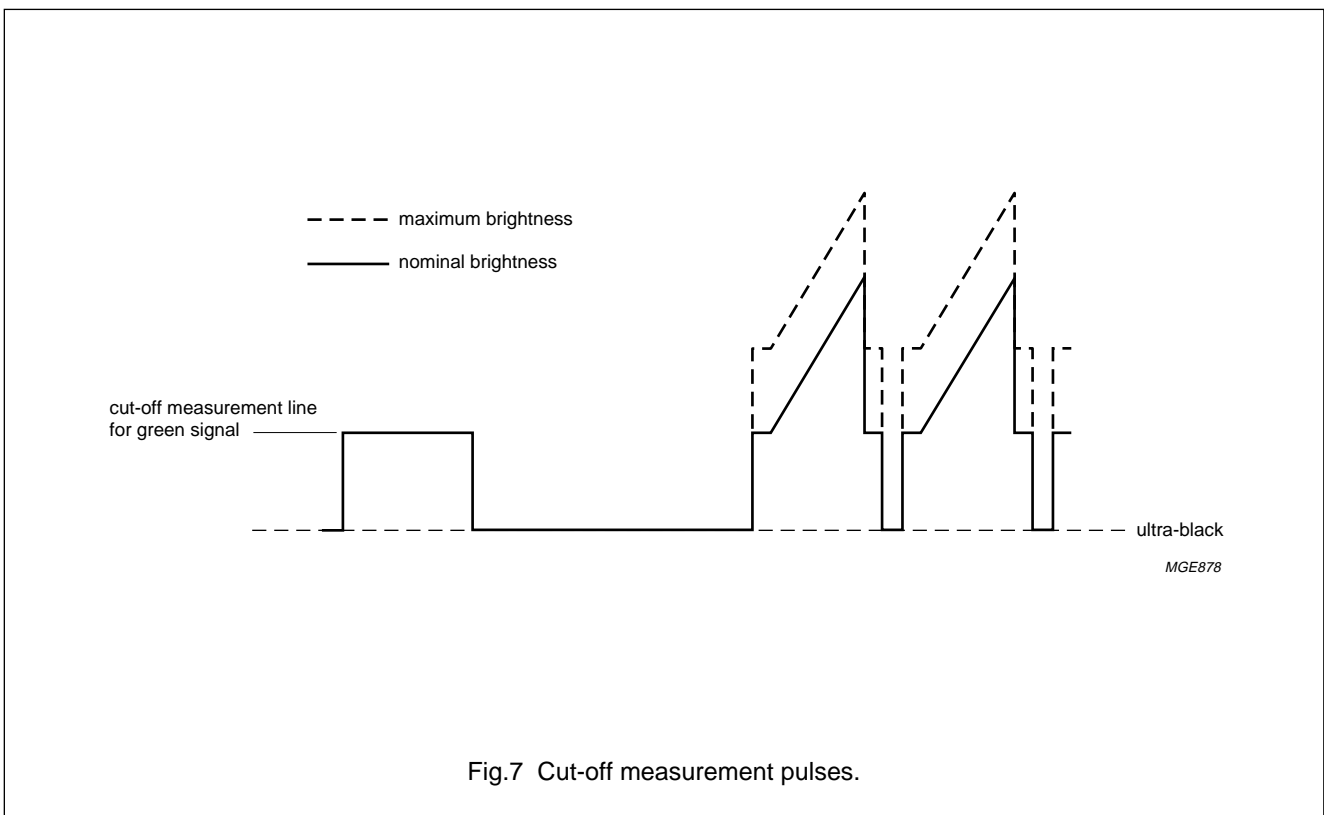 maximum brightness
nominal brightness
cut-off measurement line
for green signal
ultra-black
MGE878
Fig.7 Cut-off measurement pulses.